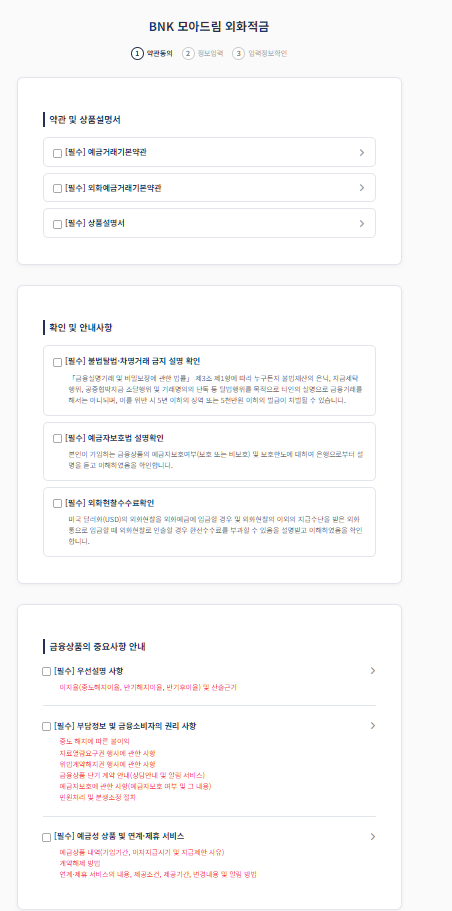 BNK 모아드림 외화적금
1 약관동의 2 정보입력 3 입력정보확인
약관 및 상품설명서
[필수] 예금거래기본약관
[필수] 외화예금거래기본약관
[필수] 상품설명서
확인 및 안내사항
[필수] 불법탈법·차명거래 금지 설명 확인
「금융실명거래 및 비밀보장에 관한 법률」 제3조 제3항에 따라 누구든지 불법재산의 은닉, 자금세탁
행위, 공중협박자금 조달행위 및 강제집행의 면탈 등 탈법행위를 목적으로 타인의 실명으로 금융거래를
해서는 아니되며, 이를 위반 시 5년 이하의 징역 또는 5천만원 이하의 벌금이 처벌될 수 있습니다.
[필수] 예금자보호법 설명확인
본인이 가입하는 금융상품의 예금자보호여부(보호 또는 비보호) 및 보호한도에 대하여 은행으로부터 설
명을 듣고 이해하였음을 확인합니다.
[필수] 외화현찰수수료확인
미국 달러화(USD)의 외화현찰을 외화예금에 입금할 경우 및 외화현찰 이외의 지급수단을 받은 외화
통으로 입금할 때 외화현찰로 인출할 경우 환전수수료를 부과할 수 있음을 설명받고 이해하였음을 확인
합니다.
금융상품의 중요사항 안내
[필수] 우선설명 사항
이자율(중도해지이율, 만기해지이율, 만기후이율) 및 산출근거
[필수] 부담정보 및 금융소비자의 권리 사항
중도 해지에 따른 불이익
자료열람요구권 행사에 관한 사항
위법계약해지권 행사에 관한 사항
금융상품 만기 계약 안내(상담안내 및 알림 서비스)
예금자보호에 관한 사항(예금자보호 여부 및 그 내용)
민원처리 및 분쟁조정 절차
[필수] 예금성 상품 및 연계·제휴 서비스
예금상품 내역(가입기간, 이자지급시기 및 지급제한 사유)
계약해제 방법
연계·제휴 서비스의 내용, 제공조건, 제공기간, 변경내용 및 알림 방법